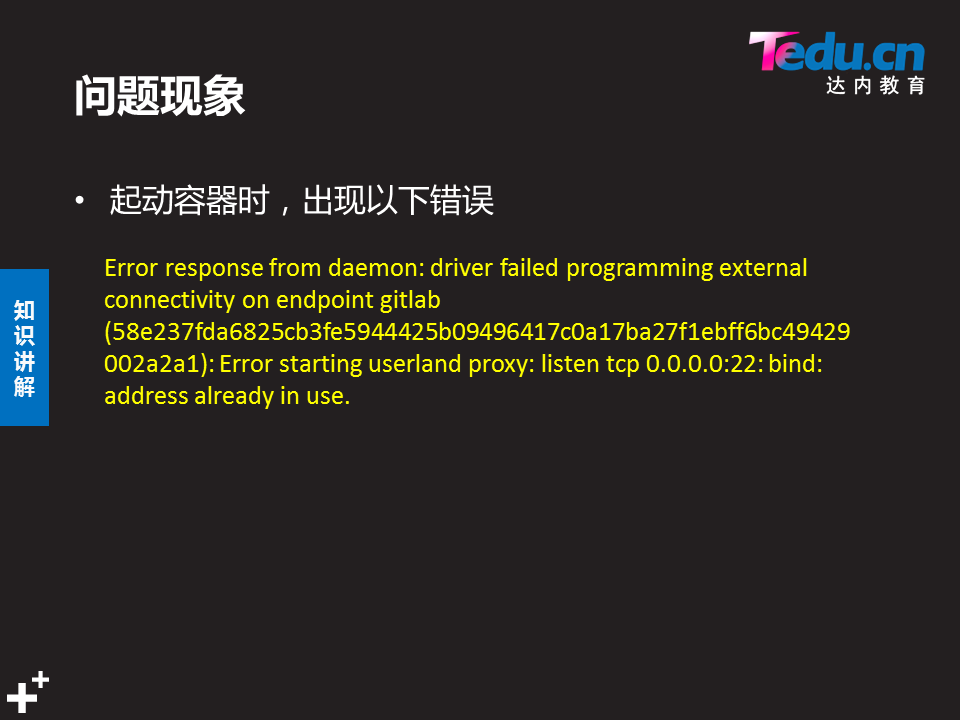 Tedu.cn
达内教育
问题现象
• 起动容器时，出现以下错误
Error response from daemon: driver failed programming external
connectivity on endpoint gitlab
(58e237fda6825cb3fe5944425b09496417c0a17ba27f1ebff6bc49429
002a2a1): Error starting userland proxy: listen tcp 0.0.0.0:22: bind:
address already in use.
知
识
讲
解